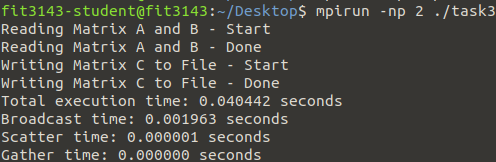 fit3143-student@fit3143:~/Desktop$ mpirun -np 2 ./task3
Reading Matrix A and B - Start
Reading Matrix A and B - Done
Writing Matrix C to File - Start
Writing Matrix C to File - Done
Total execution time: 0.040442 seconds
Broadcast time: 0.001963 seconds
Scatter time: 0.000001 seconds
Gather time: 0.000000 seconds